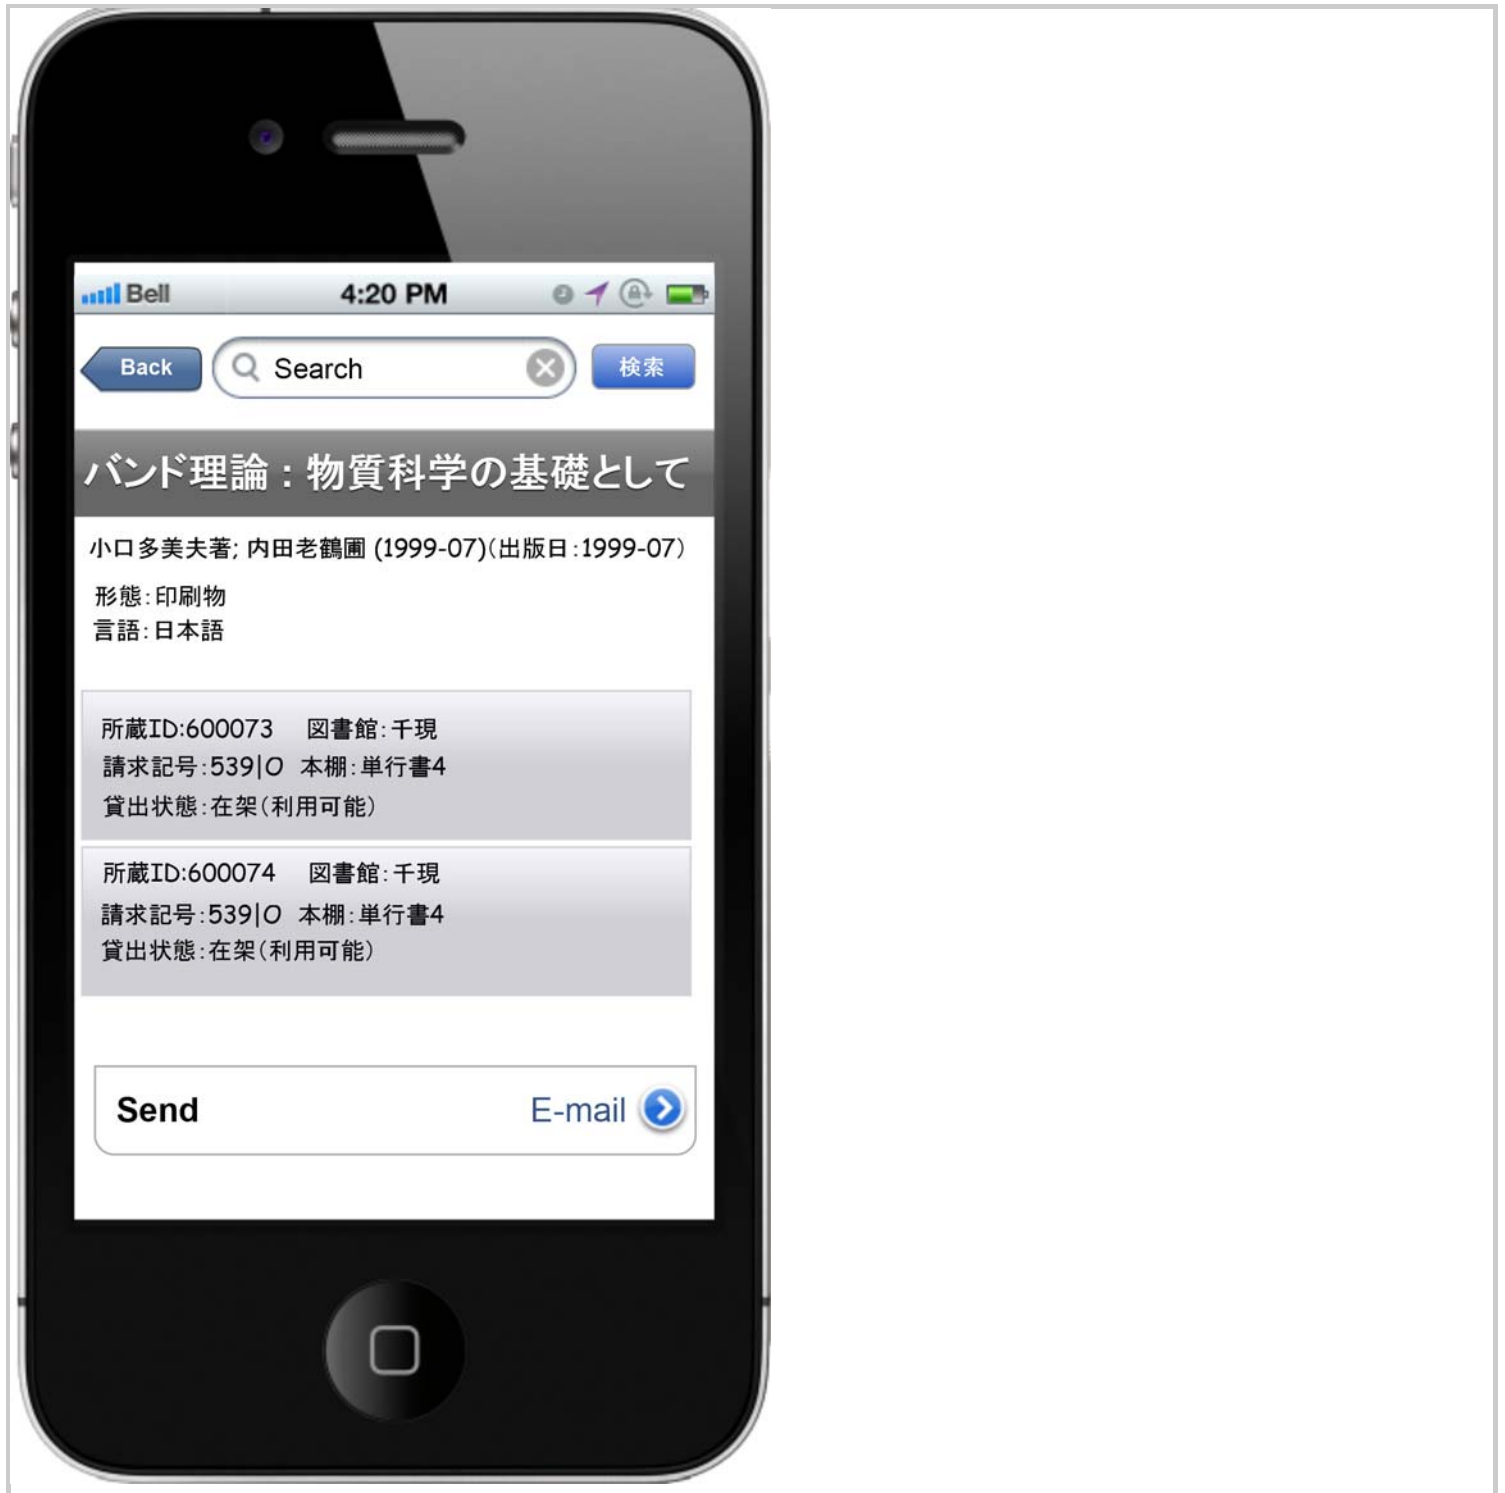 Bell 4:20 PM
Back Search 検索
バンド理論：物質科学の基礎として
小口多美夫著; 内田老鶴圃 (1999-07)(出版日:1999-07)
形態:印刷物
言語:日本語
所蔵ID:600073 図書館:千現
請求記号:539|O 本棚:単行書4
貸出状態:在架(利用可能)
所蔵ID:600074 図書館:千現
請求記号:539|O 本棚:単行書4
貸出状態:在架(利用可能)
Send E-mail